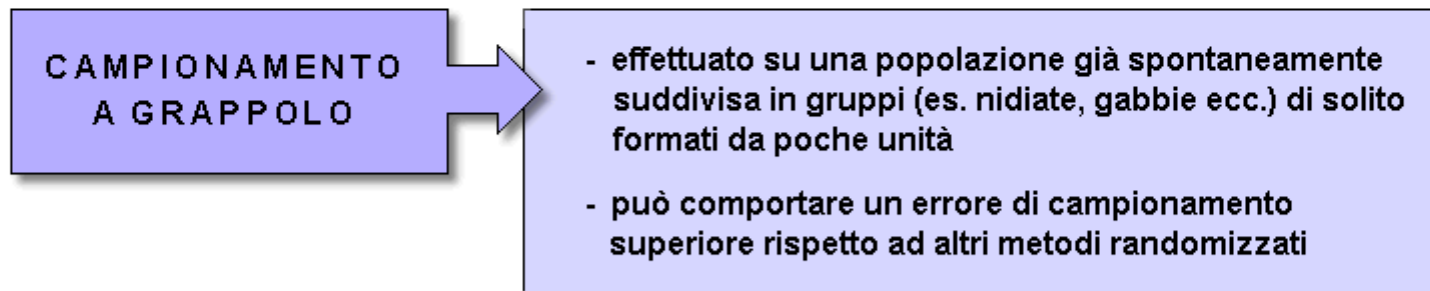 CAMPIONAMENTO
A GRAPPOLO
- effettuato su una popolazione già spontaneamente
suddivisa in gruppi (es. nidiate, gabbie ecc.) di solito
formati da poche unità
- può comportare un errore di campionamento
superiore rispetto ad altri metodi randomizzati